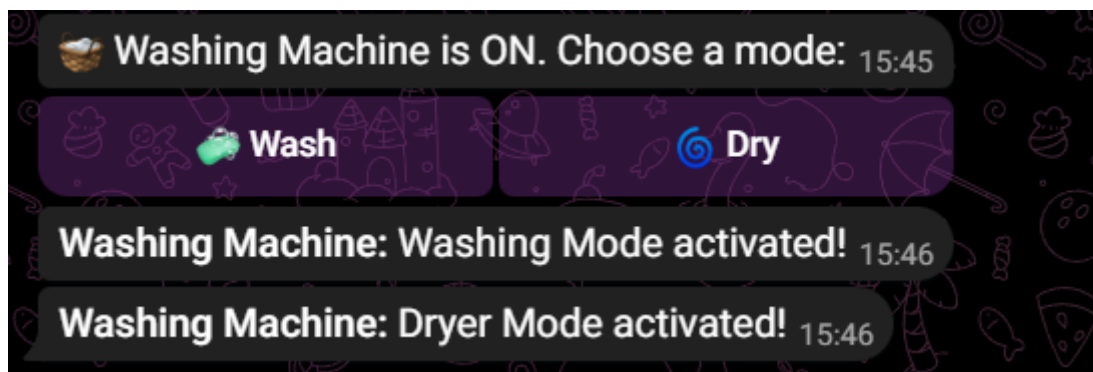 🧺 Washing Machine is ON. Choose a mode: 15:45
🧼 Wash
🌀 Dry
Washing Machine: Washing Mode activated! 15:46
Washing Machine: Dryer Mode activated! 15:46